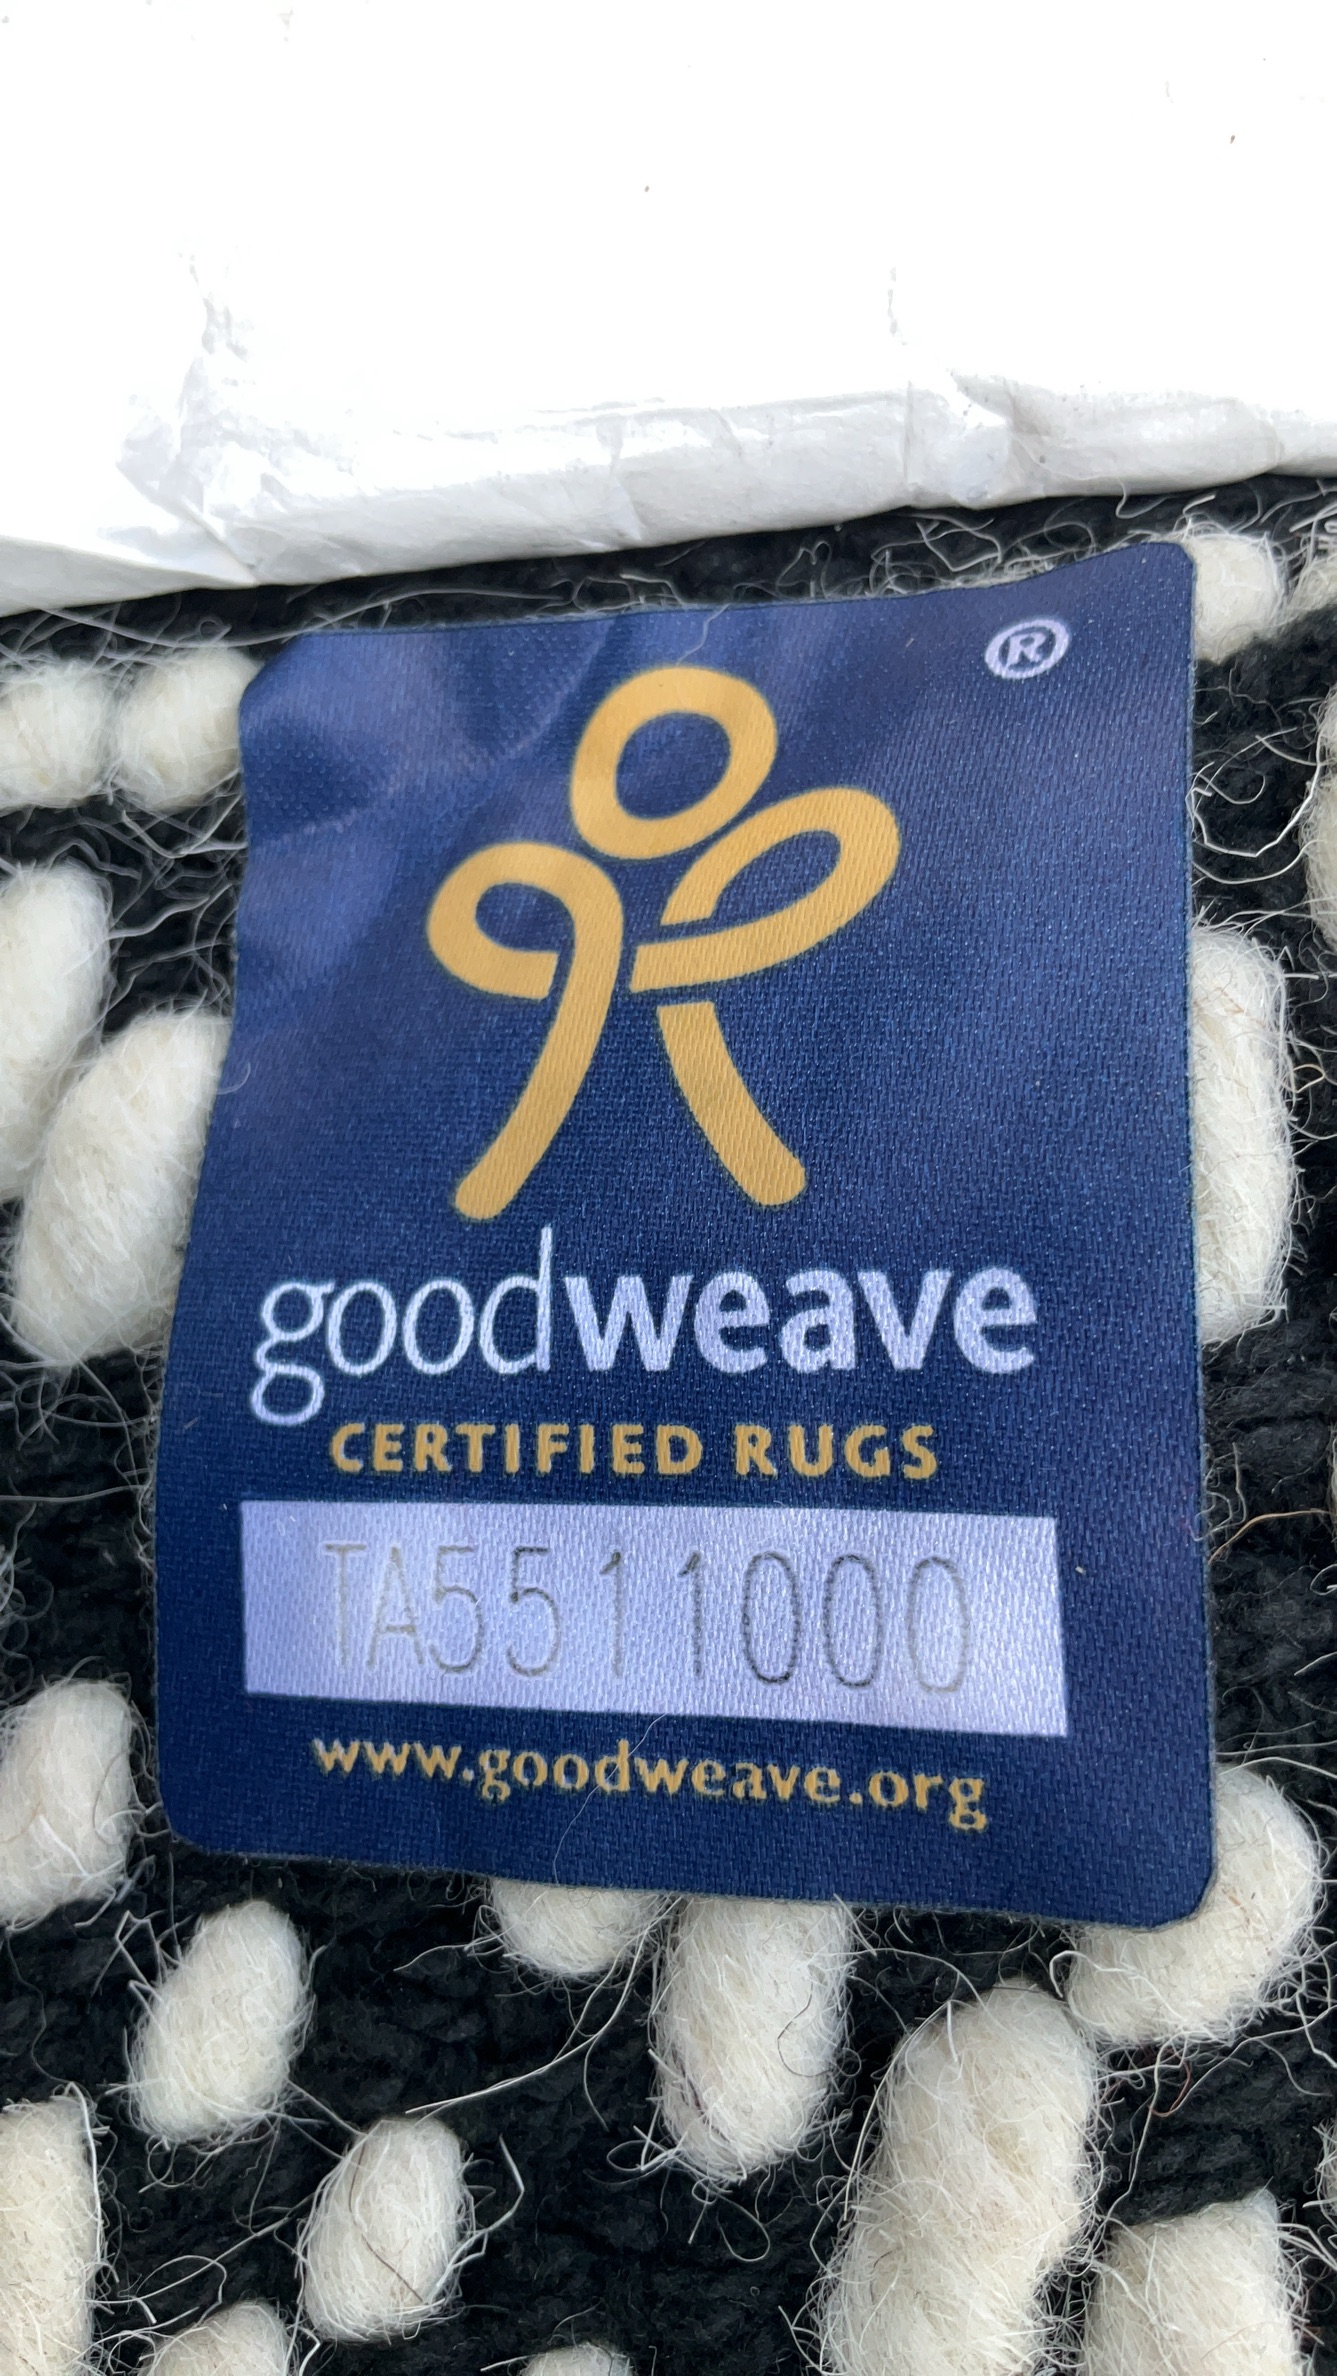 ®
goodweave
CERTIFIED RUGS
TA5511000
www.goodweave.org